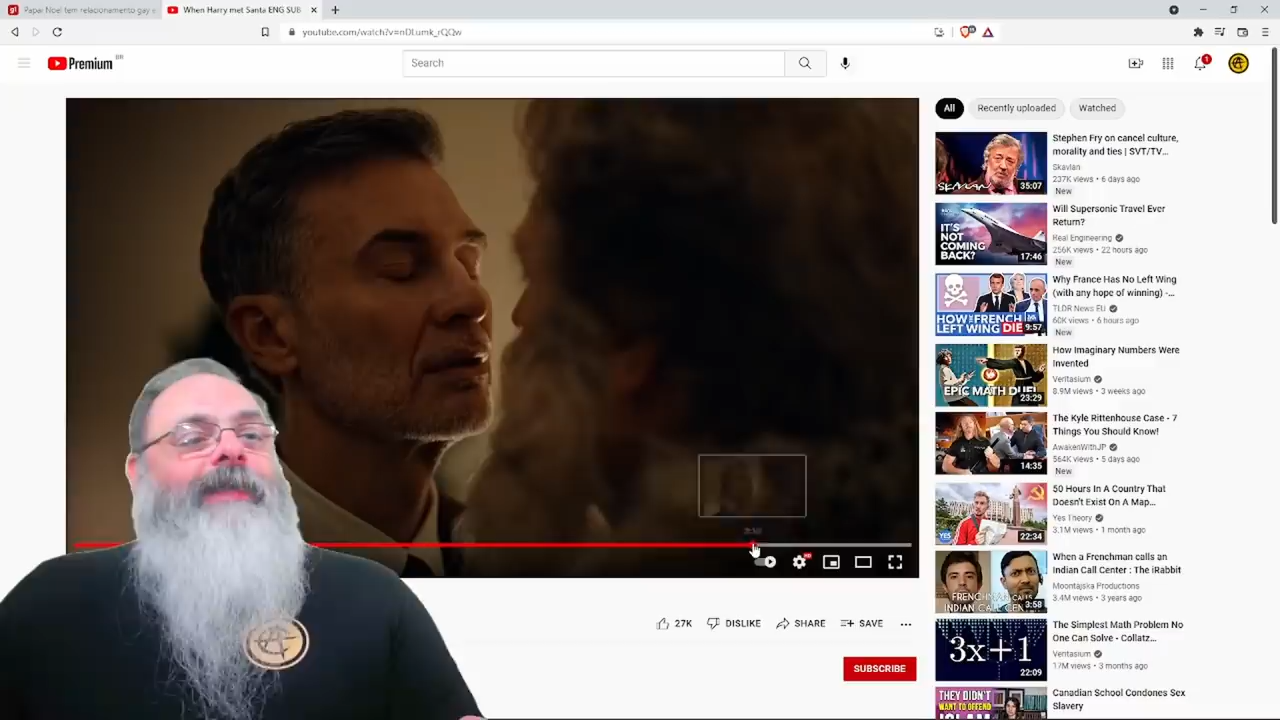 Papai Noel tem relacionamento gay e
When Harry met Santa ENG SUB
youtube.com/watch?v=nDLumk_rQQw
Premium BR
Search
1
All
Recently uploaded
Watched
Stephen Fry on cancel culture,
morality and ties | SVT/TV...
Skavlan
237K views • 6 days ago
New
SKAVLAN
35:07
Will Supersonic Travel Ever
Return?
Real Engineering
256K views • 22 hours ago
New
IT'S
NOT
COMING
BACK?
17:46
Why France Has No Left Wing
(with any hope of winning) -...
TLDR News EU
60K views • 6 hours ago
New
HOW THE FRENCH
LEFT WING DIE
9:57
How Imaginary Numbers Were
Invented
Veritasium
8.9M views • 3 weeks ago
EPIC MATH DUEL
23:29
The Kyle Rittenhouse Case - 7
Things You Should Know!
AwakenWithJP
564K views • 5 days ago
New
14:35
50 Hours In A Country That
Doesn't Exist On A Map...
Yes Theory
3.1M views • 1 month ago
YES
22:34
When a Frenchman calls an
Indian Call Center : The iRabbit
Moontajska Productions
3.4M views • 3 years ago
FRENCHMAN CALLS
INDIAN CALL CEN
3:58
The Simplest Math Problem No
One Can Solve - Collatz...
Veritasium
17M views • 3 months ago
3x+1
22:09
Canadian School Condones Sex
Slavery
THEY DIDN'T
WANT TO OFFEND
ISLAM
27K
DISLIKE
SHARE
SAVE
SUBSCRIBE